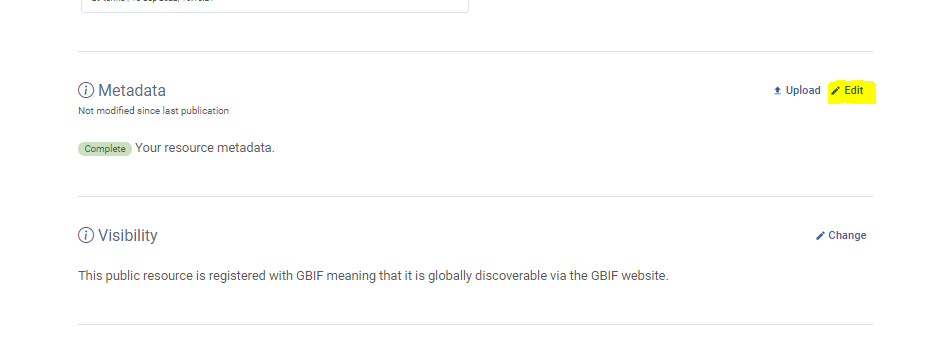 Metadata
Upload
Edit
Not modified since last publication
Complete Your resource metadata.
Visibility
Change
This public resource is registered with GBIF meaning that it is globally discoverable via the GBIF website.